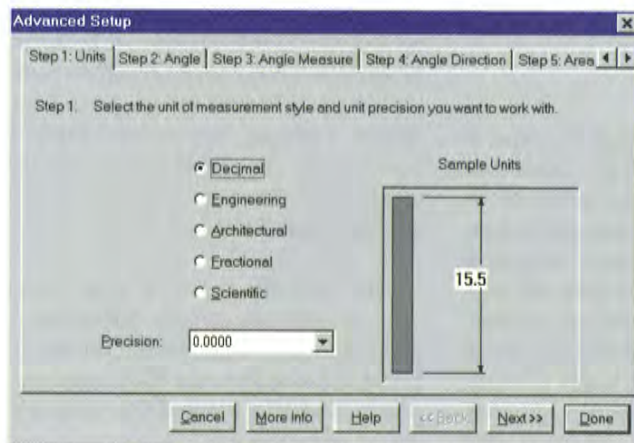 Advanced Setup
Step 1: Units Step 2: Angle Step 3: Angle Measure Step 4: Angle Direction Step 5: Area
Step 1. Select the unit of measurement style and unit precision you want to work with.
Decimal
Engineering
Architectural
Fractional
Scientific
Sample Units
15.5
Precision: 0.0000
Cancel More Info Help << Back Next >> Done